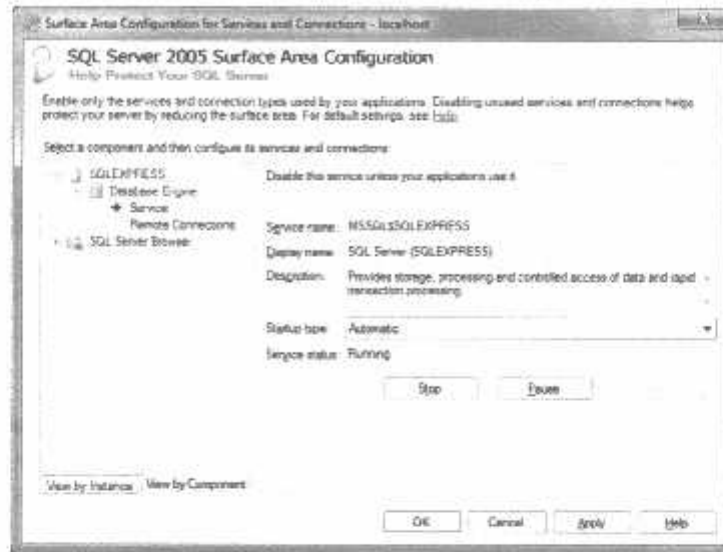 Surface Area Configuration for Services and Connections - localhost
SQL Server 2005 Surface Area Configuration
Help Protect Your SQL Server
Enable only the services and connection types used by your applications. Disabling unused services and connections helps
protect your server by reducing the surface area. For default settings, see Help
Select a component and then configure its services and connections:
SQLEXPRESS
Database Engine
Service
Remote Connections
SQL Server Browser
Disable this service unless your applications use it.
Service name: MSSQL$SQLEXPRESS
Display name: SQL Server (SQLEXPRESS)
Description: Provides storage, processing and controlled access of data and rapid
transaction processing.
Startup type: Automatic
Service status: Running
Stop Pause
View by Instance View by Component
OK Cancel Apply Help